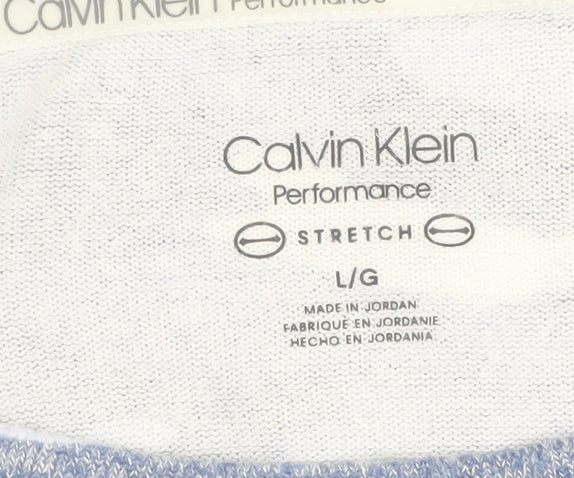 Calvin Klein Performance
Calvin Klein
Performance
STRETCH
L/G
MADE IN JORDAN
FABRIQUÉ EN JORDANIE
HECHO EN JORDANIA